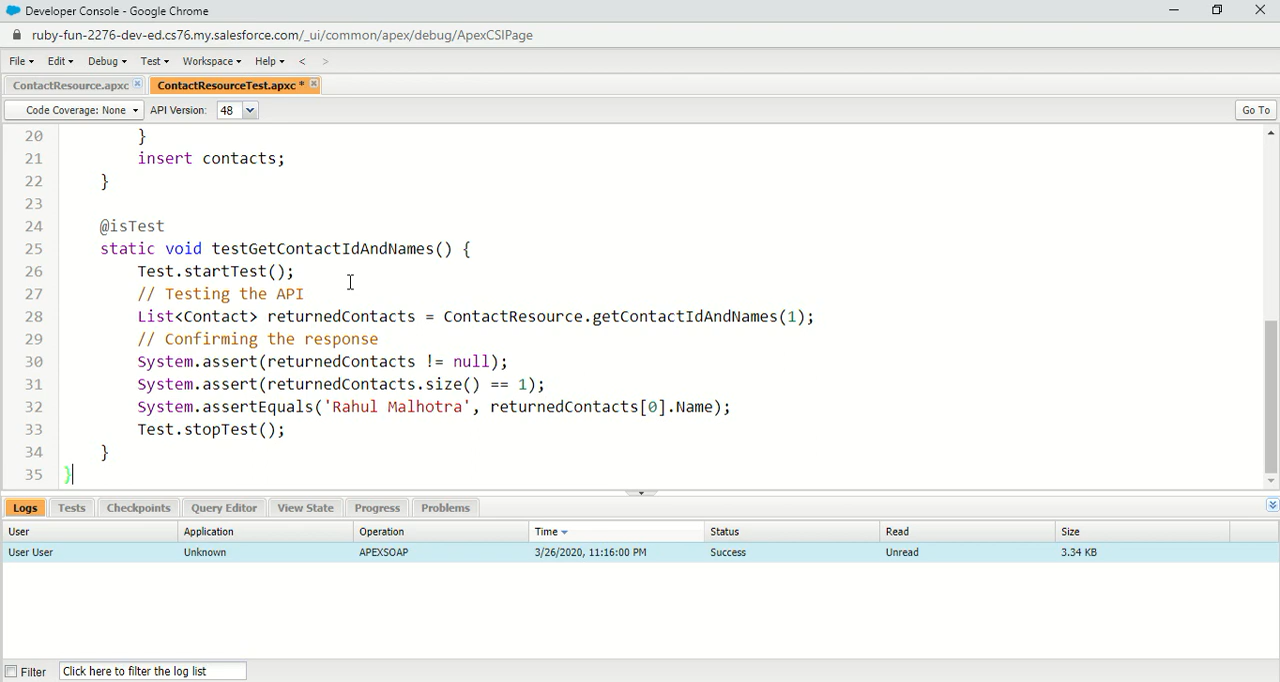 Developer Console - Google Chrome
ruby-fun-2276-dev-ed.cs76.my.salesforce.com/_ui/common/apex/debug/ApexCSIPage
File Edit Debug Test Workspace Help < >
ContactResource.apxc ContactResourceTest.apxc *
Code Coverage: None API Version: 48 Go To
20 }
21 insert contacts;
22 }
23
24 @isTest
25 static void testGetContactIdAndNames() {
26 Test.startTest();
27 // Testing the API
28 List<Contact> returnedContacts = ContactResource.getContactIdAndNames(1);
29 // Confirming the response
30 System.assert(returnedContacts != null);
31 System.assert(returnedContacts.size() == 1);
32 System.assertEquals('Rahul Malhotra', returnedContacts[0].Name);
33 Test.stopTest();
34 }
35 }
Logs Tests Checkpoints Query Editor View State Progress Problems
User Application Operation Time Status Read Size
User User Unknown APEXSOAP 3/26/2020, 11:16:00 PM Success Unread 3.34 KB
Filter Click here to filter the log list